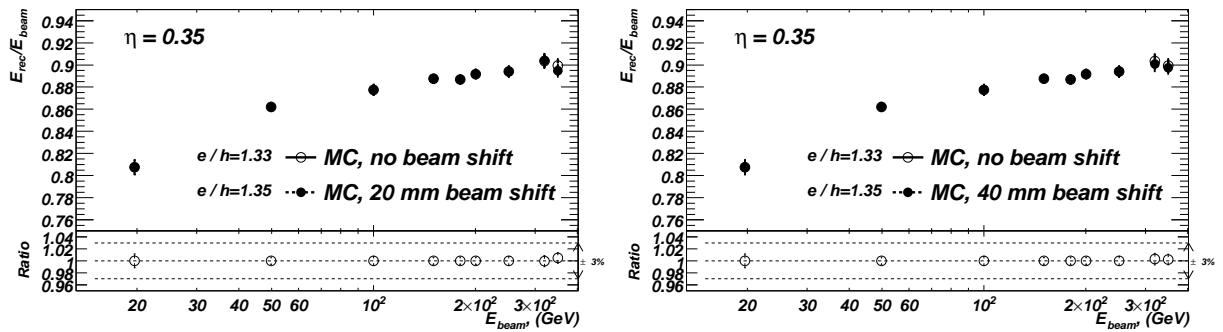 E_rec/E_beam
0.94
0.92
0.9
0.88
0.86
0.84
0.82
0.8
0.78
0.76
η = 0.35
e / h=1.33 MC, no beam shift
e / h=1.35 MC, 20 mm beam shift
Ratio
1.04
1.02
1
0.98
0.96
± 3%
20 30 40 50 60 10² 2×10² 3×10²
E_beam, (GeV)
E_rec/E_beam
0.94
0.92
0.9
0.88
0.86
0.84
0.82
0.8
0.78
0.76
η = 0.35
e / h=1.33 MC, no beam shift
e / h=1.35 MC, 40 mm beam shift
Ratio
1.04
1.02
1
0.98
0.96
± 3%
20 30 40 50 60 10² 2×10² 3×10²
E_beam, (GeV)